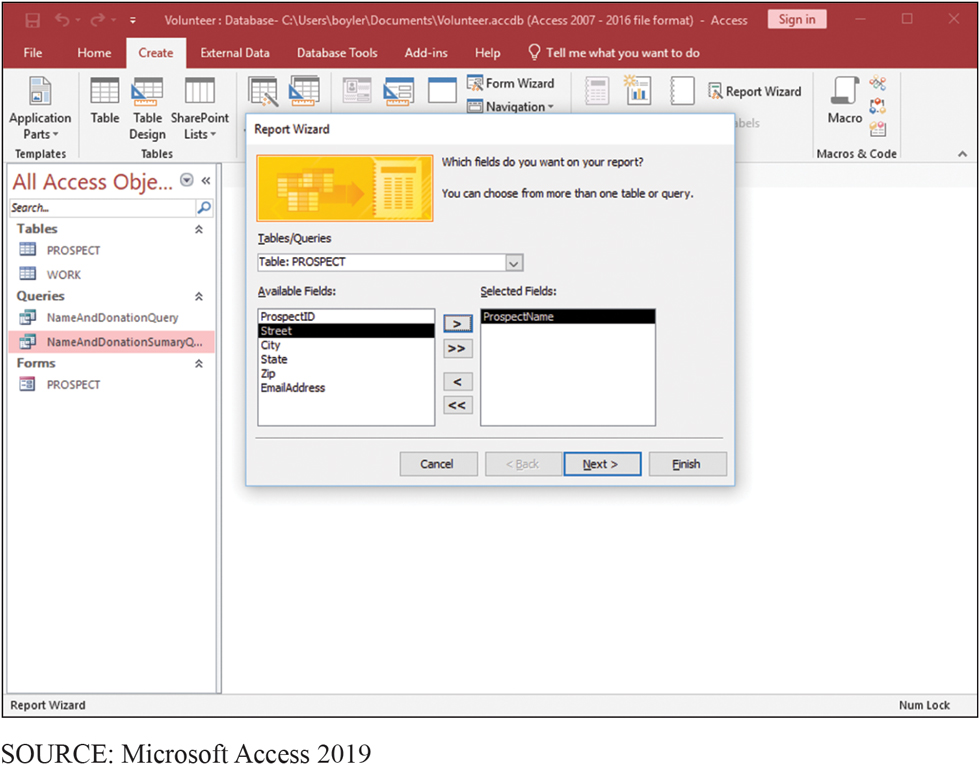 Volunteer : Database- C:\Users\boyler\Documents\Volunteer.accdb (Access 2007 - 2016 file format) - Access
Sign in
File
Home
Create
External Data
Database Tools
Add-ins
Help
Tell me what you want to do
Application
Parts
Templates
Table
Table
Design
SharePoint
Lists
Tables
Form Wizard
Navigation
Report Wizard
abels
Macro
Macros & Code
All Access Obje...
Search...
Tables
PROSPECT
WORK
Queries
NameAndDonationQuery
NameAndDonationSumaryQ...
Forms
PROSPECT
Report Wizard
Which fields do you want on your report?
You can choose from more than one table or query.
Tables/Queries
Table: PROSPECT
Available Fields:
ProspectID
Street
City
State
Zip
EmailAddress
>
>>
<
<<
Selected Fields:
ProspectName
Cancel
< Back
Next >
Finish
Report Wizard
Num Lock
SOURCE: Microsoft Access 2019